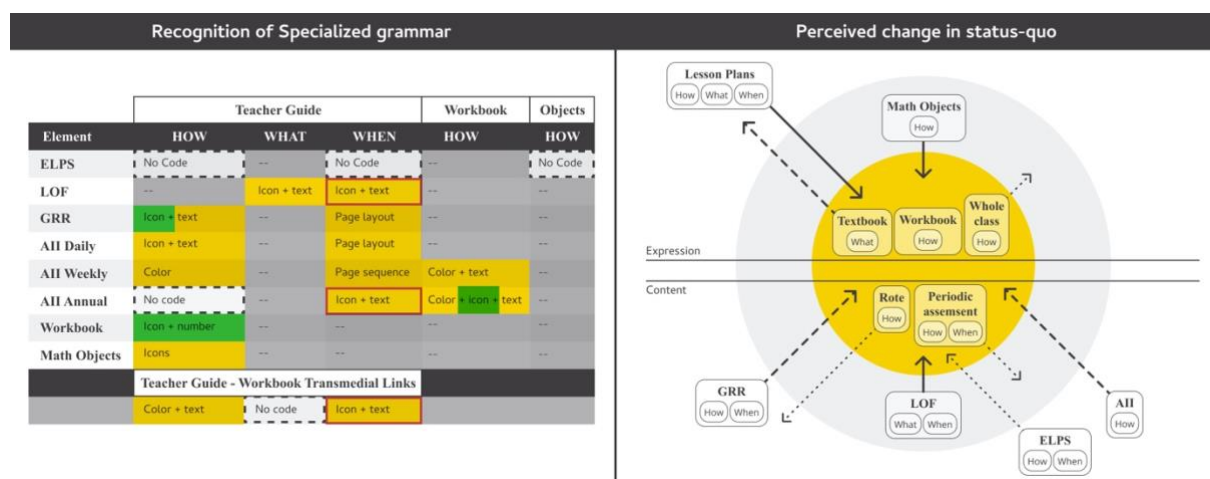 Recognition of Specialized grammar
Teacher Guide Workbook Objects
Element HOW WHAT WHEN HOW HOW
ELPS No Code -- No Code -- No Code
LOF -- Icon + text Icon + text -- --
GRR Icon + text -- Page layout -- --
AII Daily Icon + text -- Page layout -- --
AII Weekly Color -- Page sequence Color + text --
AII Annual No code -- Icon + text Color + icon + text --
Workbook Icon + number -- -- -- --
Math Objects Icons -- -- -- --
Teacher Guide - Workbook Transmedial Links
Color + text No code Icon + text
Perceived change in status-quo
Lesson Plans
How What When
Math Objects
How
Textbook
What
Workbook
How
Whole
class
How
Expression
Content
Rote
How
Periodic
assemsent
How When
GRR
How When
LOF
What When
ELPS
How When
AII
How